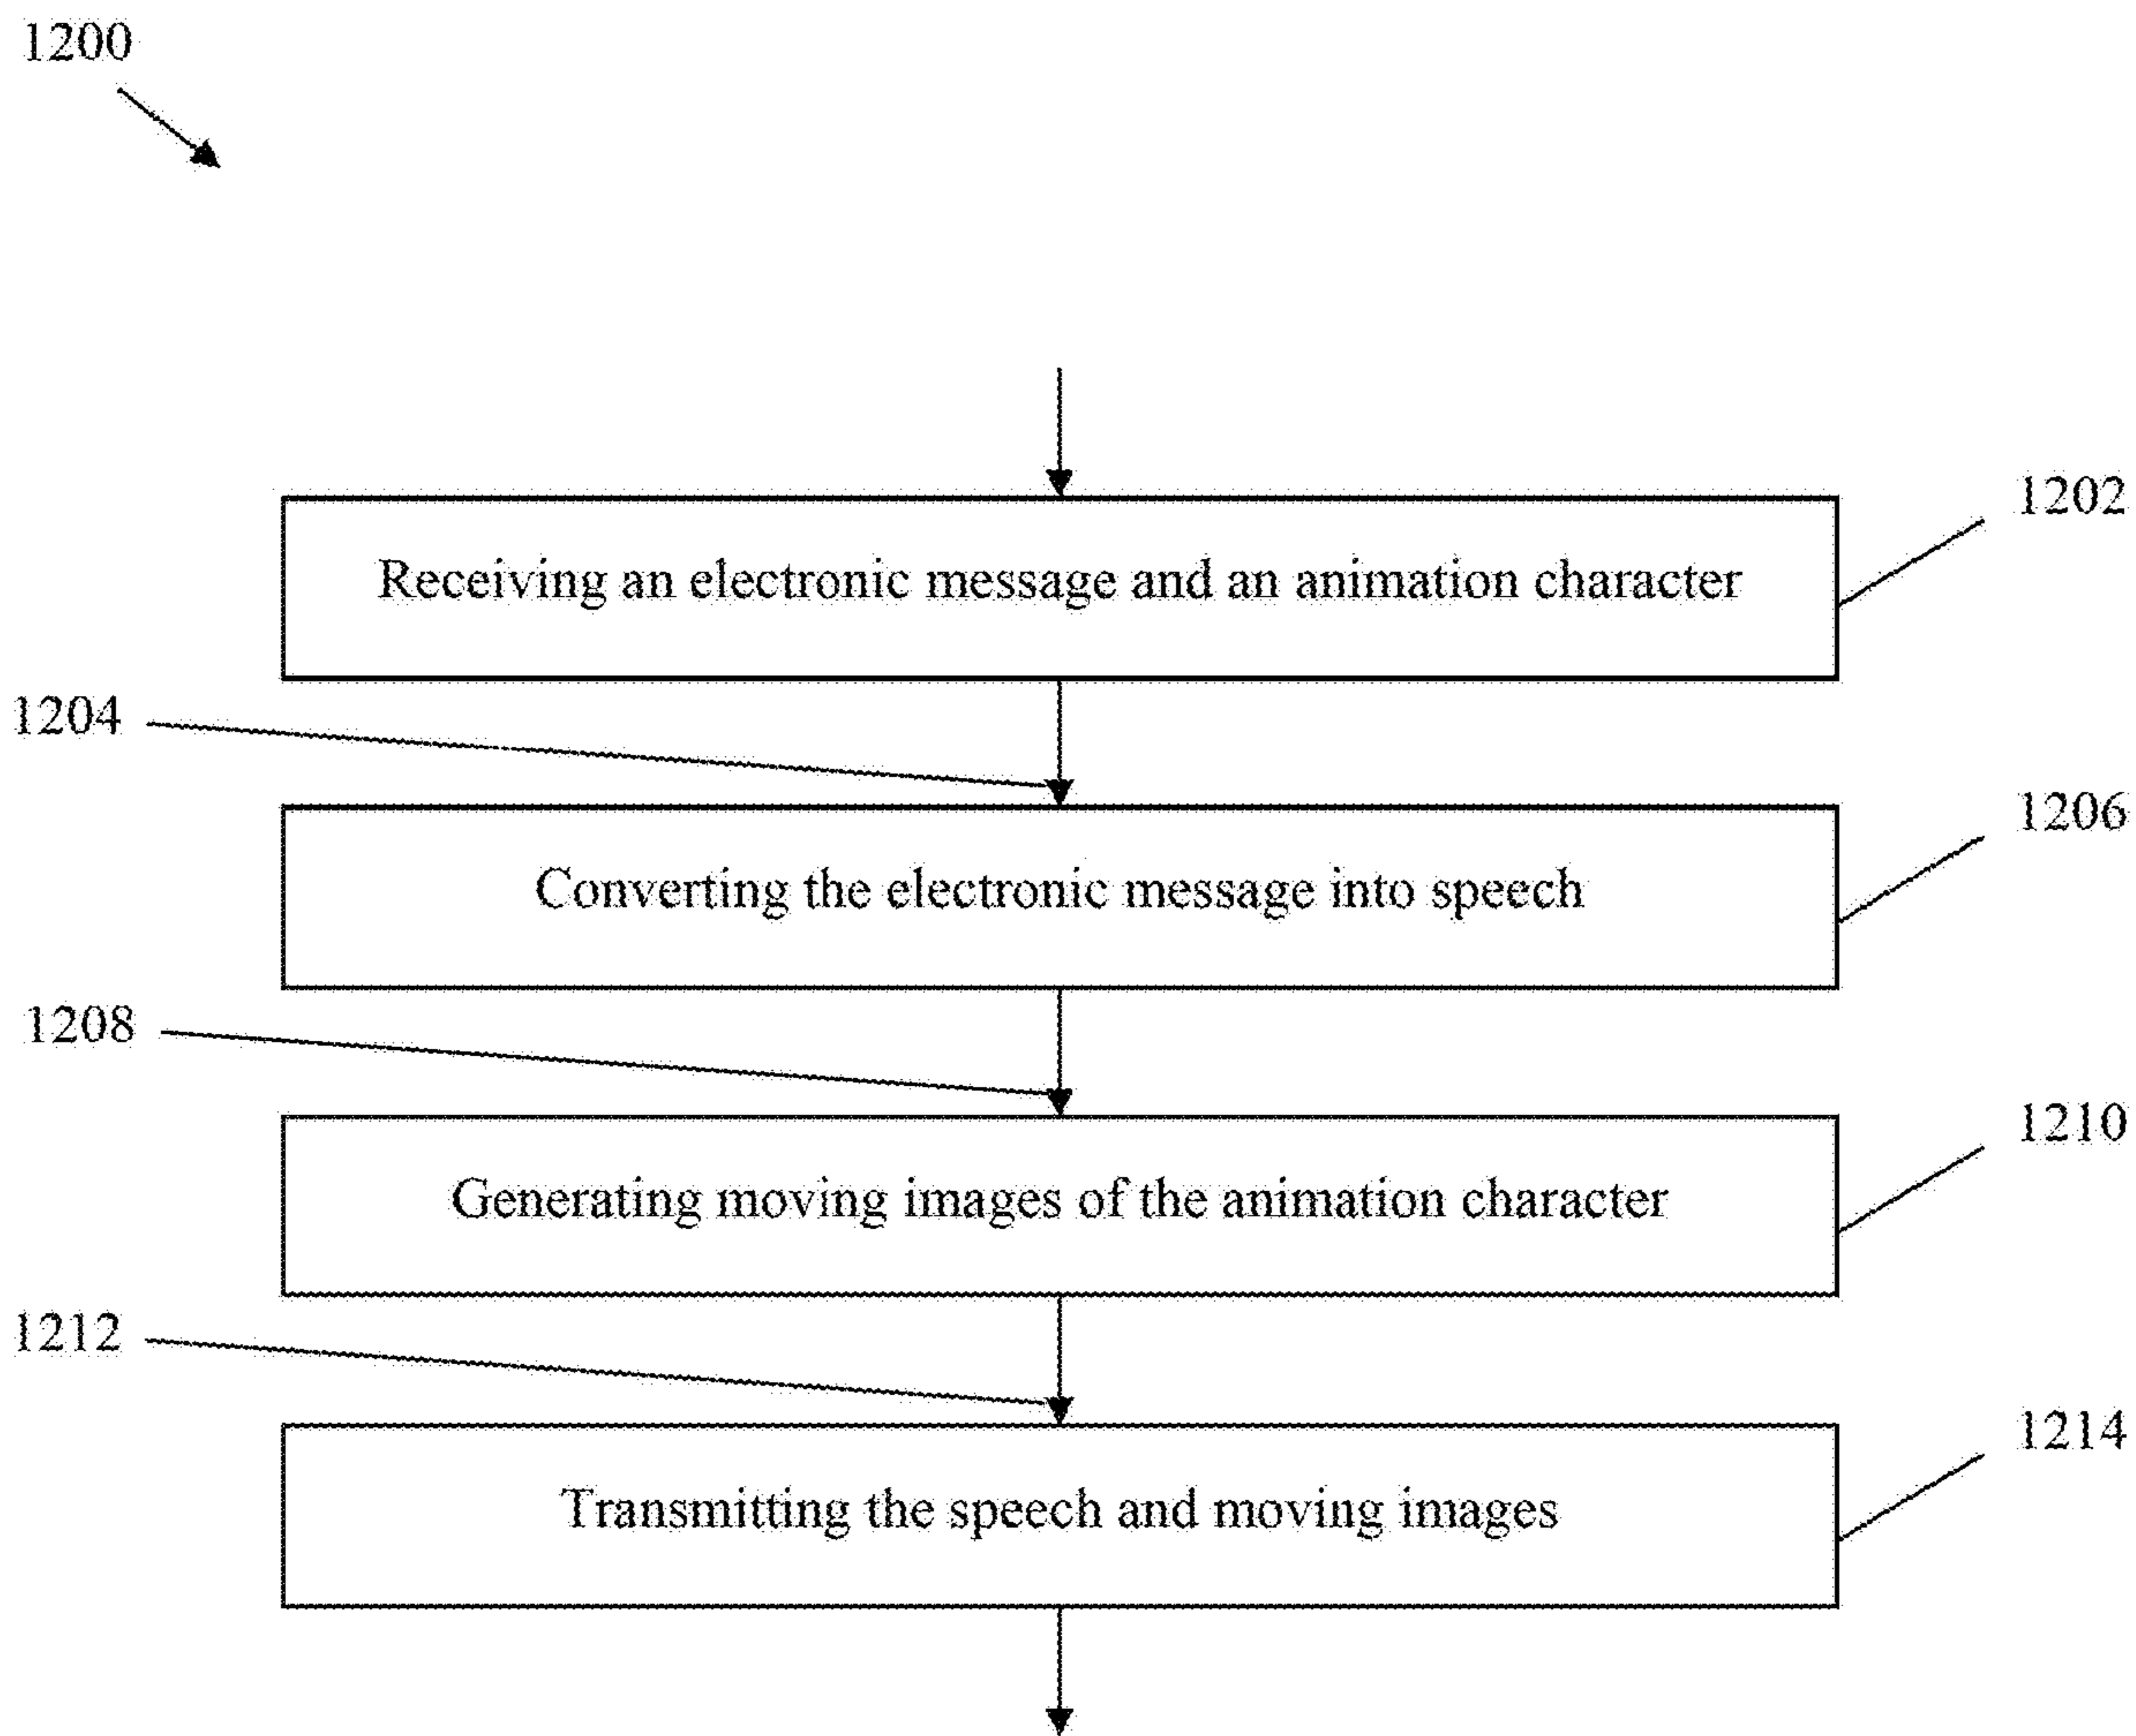 1200
1202
Receiving an electronic message and an animation character
1204
1206
Converting the electronic message into speech
1208
1210
Generating moving images of the animation character
1212
1214
Transmitting the speech and moving images